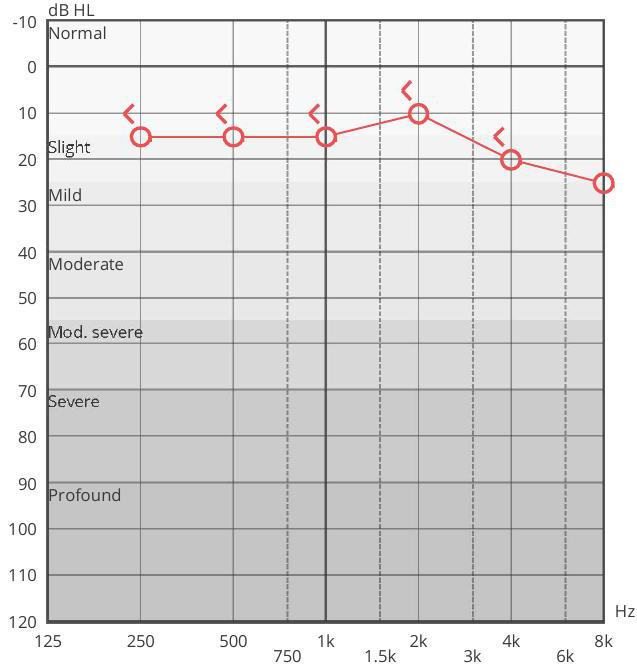 dB HL
-10
Normal
0
10
Slight
20
Mild
30
40
Moderate
50
Mod. severe
60
70
Severe
80
90
Profound
100
110
120
Hz
125 250 500 1k 2k 4k 8k
750 1.5k 3k 6k